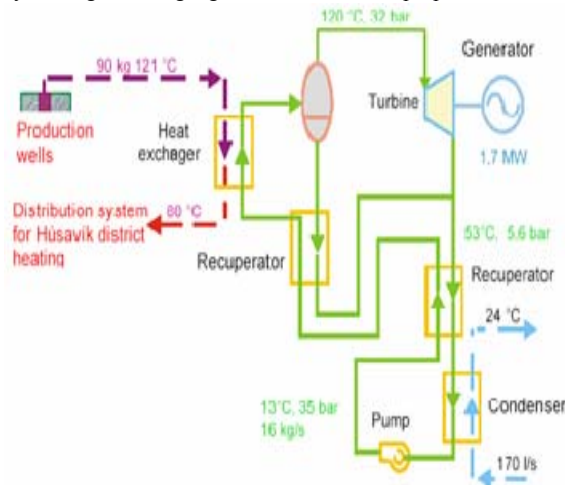 120 °C, 32 bar
Generator
90 kg 121 °C
Turbine
Heat
exchager
Production
wells
1.7 MW
80 °C
Distribution system
for Húsavik district
heating
Recuperator
53°C, 5.6 bar
Recuperator
24 °C
13°C, 35 bar
16 kg/s
Pump
Condenser
170 l/s